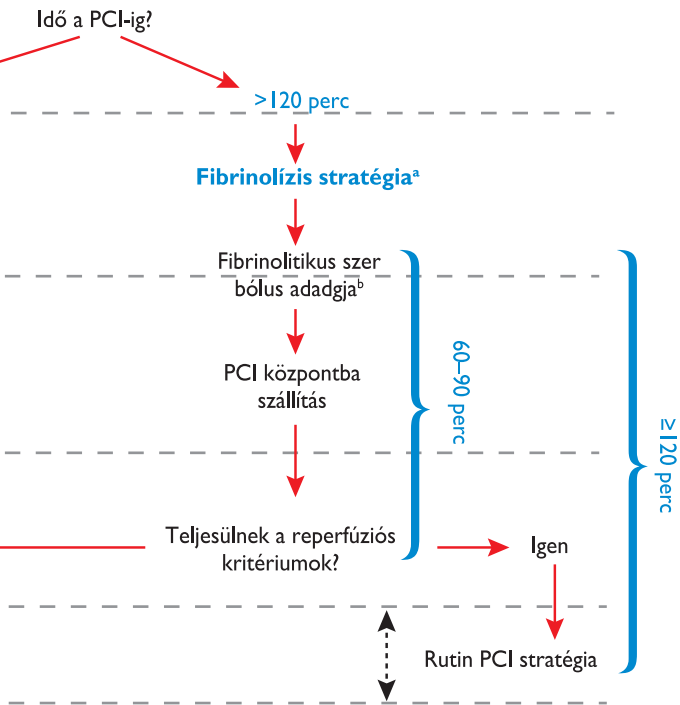 Idő a PCI-ig?
>120 perc
Fibrinolízis stratégiaᵃ
Fibrinolitikus szer
bólus adadgjaᵇ
PCI központba
szállítás
60–90 perc
≥120 perc
Teljesülnek a reperfúziós
kritériumok?
Igen
Rutin PCI stratégia